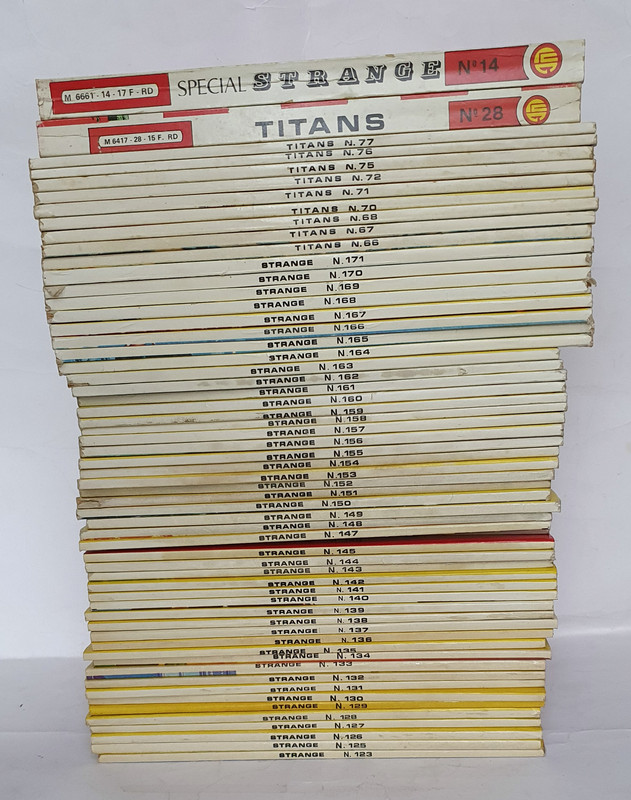 M 6661 - 14 - 17 F - RD SPECIAL STRANGE N° 14 LUG
M 6417 - 28 - 15 F. RD TITANS N° 28 LUG
TITANS N.77
TITANS N.76
TITANS N.75
TITANS N.72
TITANS N.71
TITANS N.70
TITANS N.68
TITANS N.67
TITANS N.66
STRANGE N.171
STRANGE N.170
STRANGE N.169
STRANGE N.168
STRANGE N.167
STRANGE N.166
STRANGE N.165
STRANGE N.164
STRANGE N.163
STRANGE N.162
STRANGE N.161
STRANGE N.160
STRANGE N.159
STRANGE N.158
STRANGE N.157
STRANGE N.156
STRANGE N.155
STRANGE N.154
STRANGE N.153
STRANGE N.152
STRANGE N.151
STRANGE N.150
STRANGE N. 149
STRANGE N. 148
STRANGE N. 147
STRANGE N. 145
STRANGE N. 144
STRANGE N. 143
STRANGE N. 142
STRANGE N. 141
STRANGE N. 140
STRANGE N. 139
STRANGE N. 138
STRANGE N. 137
STRANGE N. 136
STRANGE N. 135
STRANGE N. 134
STRANGE N. 133
STRANGE N. 132
STRANGE N. 131
STRANGE N. 130
STRANGE N. 129
STRANGE N. 128
STRANGE N. 127
STRANGE N. 126
STRANGE N. 125
STRANGE N. 123